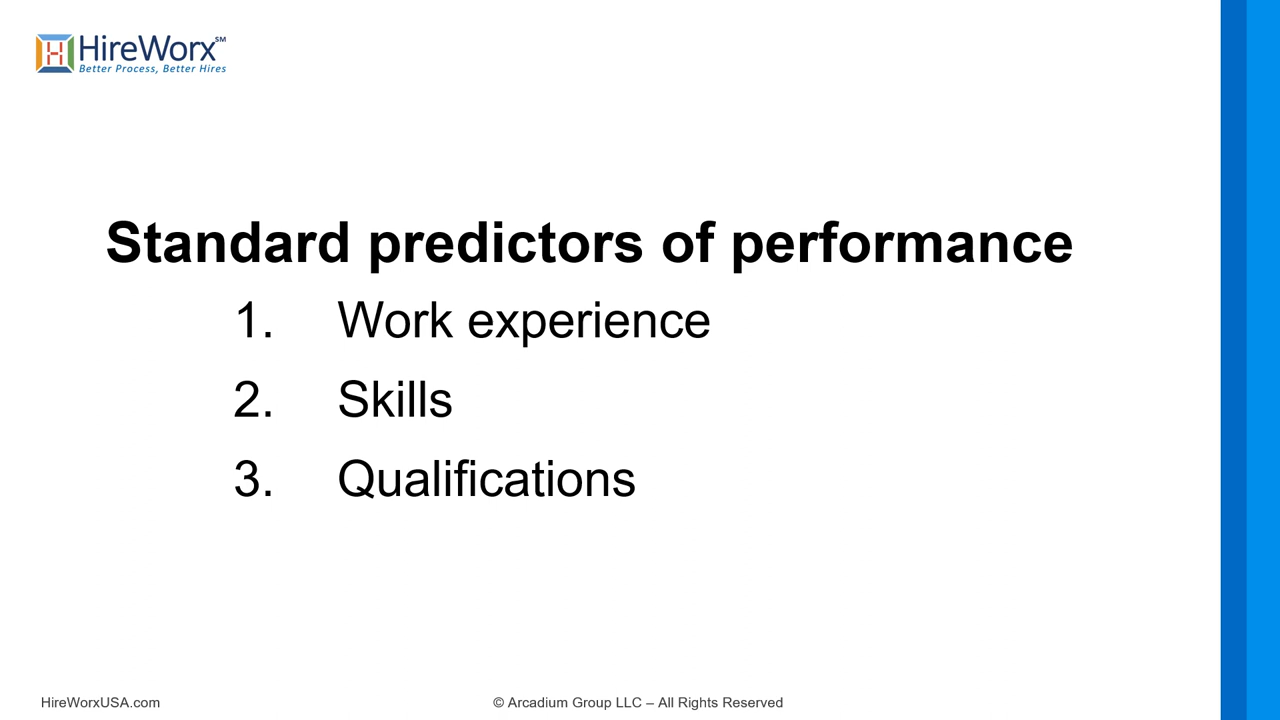 HireWorx℠
Better Process, Better Hires
Standard predictors of performance
1. Work experience
2. Skills
3. Qualifications
HireWorxUSA.com
© Arcadium Group LLC – All Rights Reserved